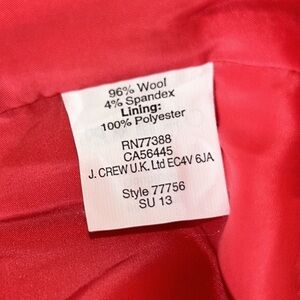 96% Wool
4% Spandex
Lining:
100% Polyester
RN77388
CA56445
J. CREW U.K. Ltd EC4V 6JA
Style 77756
SU 13